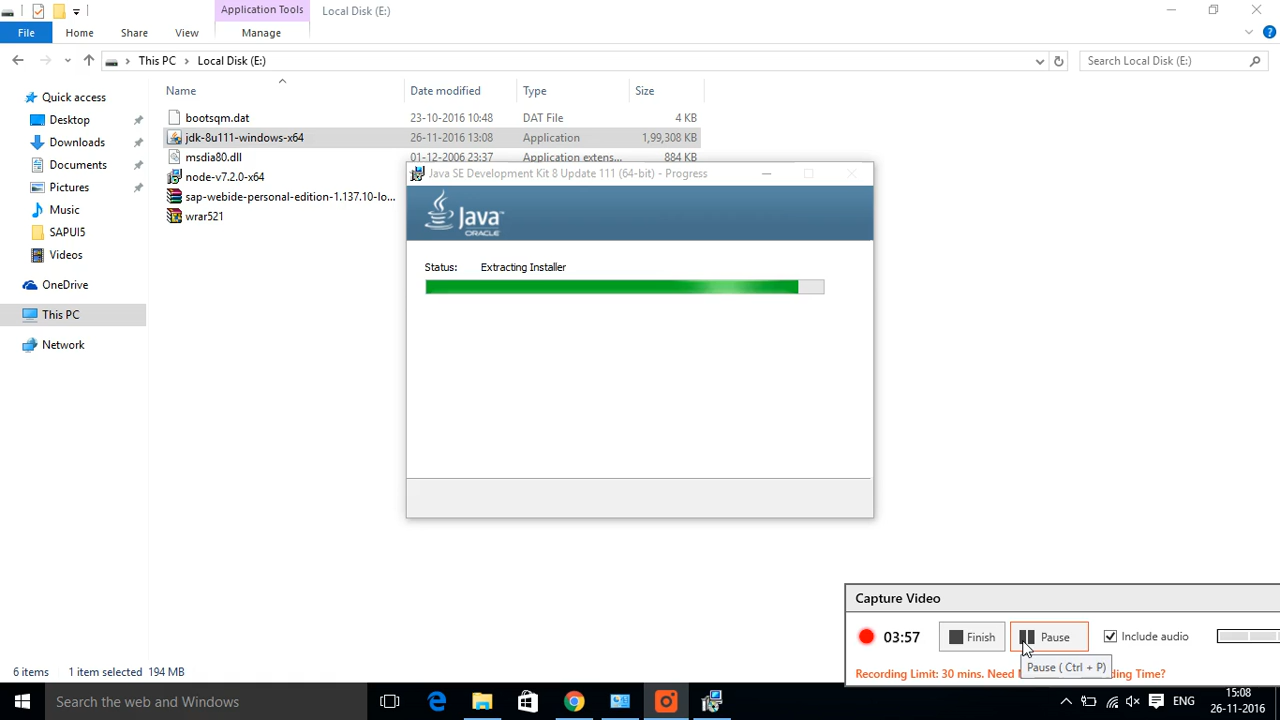 Application Tools
Local Disk (E:)
File
Home
Share
View
Manage
This PC
Local Disk (E:)
Search Local Disk (E:)
Name
Date modified
Type
Size
Quick access
Desktop
Downloads
Documents
Pictures
Music
SAPUI5
Videos
OneDrive
This PC
Network
bootsqm.dat 23-10-2016 10:48 DAT File 4 KB
jdk-8u111-windows-x64 26-11-2016 13:08 Application 1,99,308 KB
msdia80.dll 01-12-2006 23:37 Application extens... 884 KB
node-v7.2.0-x64
sap-webide-personal-edition-1.137.10-lo...
wrar521
Java SE Development Kit 8 Update 111 (64-bit) - Progress
Java
ORACLE
Status: Extracting Installer
Capture Video
03:57
Finish
Pause
Include audio
Pause ( Ctrl + P)
Recording Limit: 30 mins. Need
ding Time?
6 items 1 item selected 194 MB
Search the web and Windows
ENG
15:08
26-11-2016